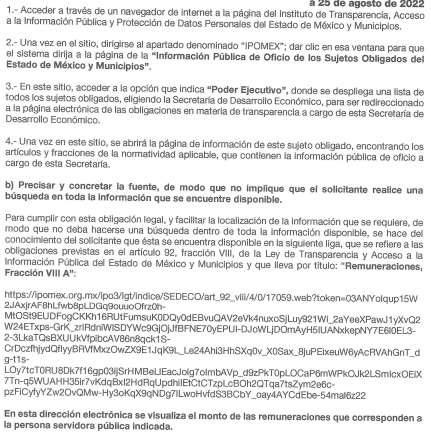 a 25 de agosto de 2022
1.- Acceder a través de un navegador de internet a la página del Instituto de Transparencia, Acceso
a la Información Pública y Protección de Datos Personales del Estado de México y Municipios.
2.- Una vez en el sitio, dirigirse al apartado denominado "IPOMEX"; dar clic en esa ventana para que
el sistema dirija a la página de la "Información Pública de Oficio de los Sujetos Obligados del
Estado de México y Municipios".
3.- En este sitio, acceder a la opción que indica "Poder Ejecutivo", donde se despliega una lista de
todos los sujetos obligados, eligiendo la Secretaría de Desarrollo Económico, para ser redireccionado
a la página electrónica de las obligaciones en materia de transparencia a cargo de esta Secretaría de
Desarrollo Económico.
4.- Una vez en este sitio, se abrirá la página de información de este sujeto obligado, encontrando los
artículos y fracciones de la normatividad aplicable, que contienen la información pública de oficio a
cargo de esta Secretaría.
b) Precisar y concretar la fuente, de modo que no implique que el solicitante realice una
búsqueda en toda la información que se encuentre disponible.
Para cumplir con esta obligación legal, y facilitar la localización de la información que se requiere, de
modo que no deba hacerse una búsqueda dentro de toda la información disponible, se hace del
conocimiento del solicitante que ésta se encuentra disponible en la siguiente liga, que se refiere a las
obligaciones previstas en el artículo 92, fracción VIII, de la Ley de Transparencia y Acceso a la
Información Pública del Estado de México y Municipios y que lleva por título: "Remuneraciones,
Fracción VIII A":
https://ipomex.org.mx/ipo3/lgt/indice/SEDECO/art_92_viii/4/0/17059.web?token=
En esta dirección electrónica se visualiza el monto de las remuneraciones que corresponden a
la persona servidora pública indicada.